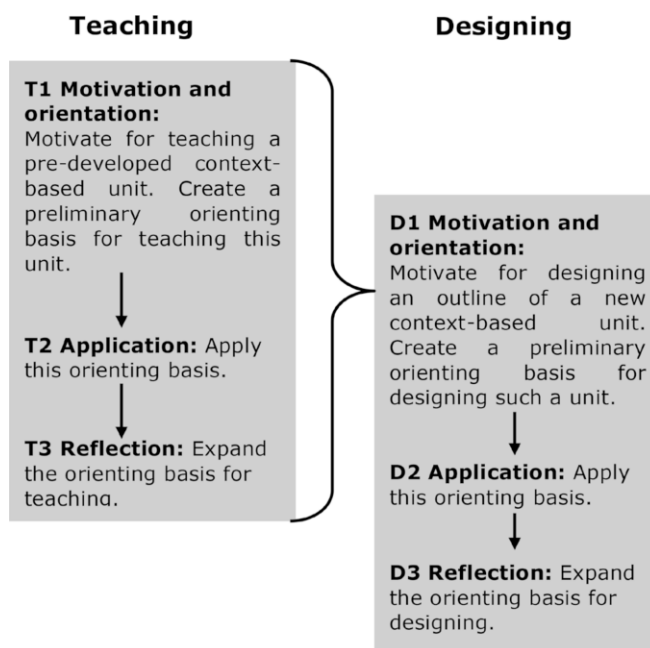 Teaching
T1 Motivation and
orientation:
Motivate for teaching a
pre-developed context-
based unit. Create a
preliminary orienting
basis for teaching this
unit.
T2 Application: Apply
this orienting basis.
T3 Reflection: Expand
the orienting basis for
teaching.
Designing
D1 Motivation and
orientation:
Motivate for designing
an outline of a new
context-based unit.
Create a preliminary
orienting basis for
designing such a unit.
D2 Application: Apply
this orienting basis.
D3 Reflection: Expand
the orienting basis for
designing.